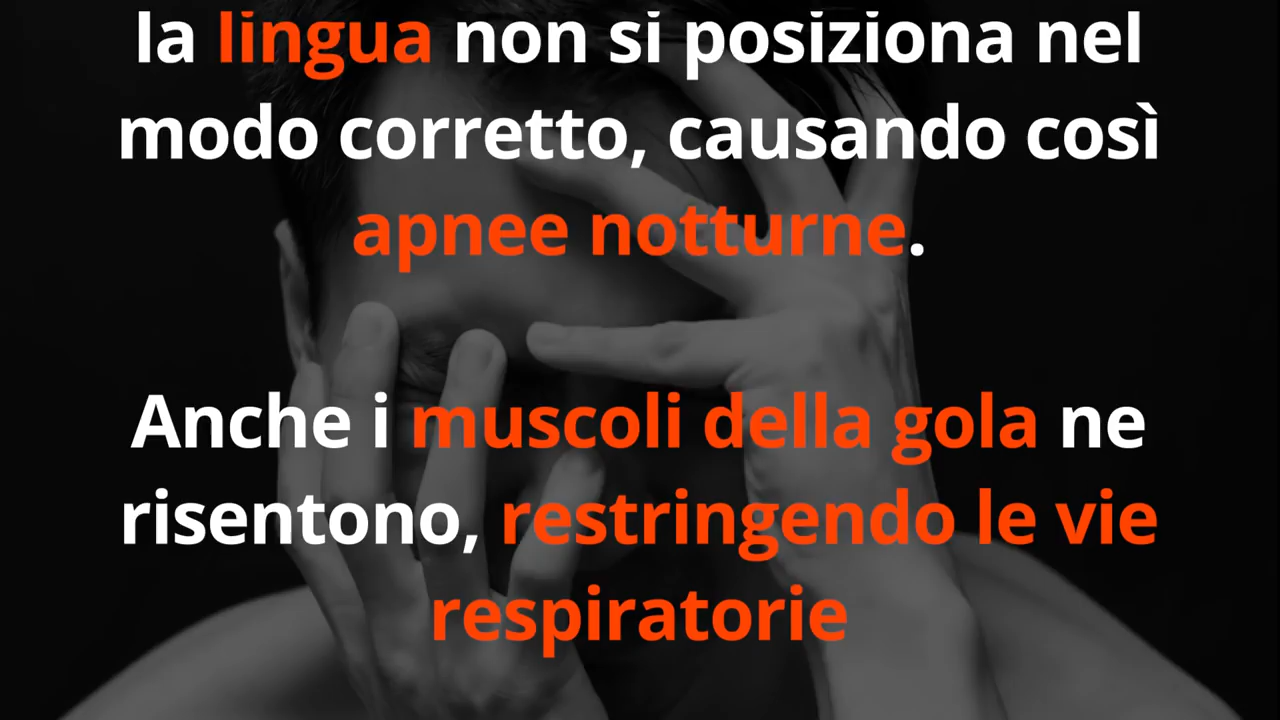 la lingua non si posiziona nel
modo corretto, causando così
apnee notturne.
Anche i muscoli della gola ne
risentono, restringendo le vie
respiratorie